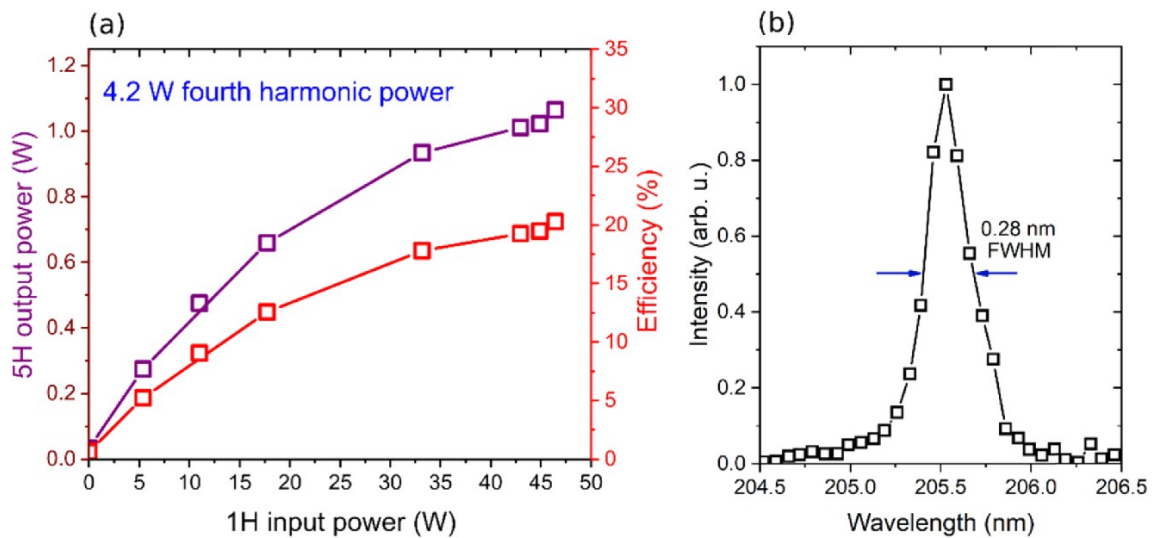 (a)
4.2 W fourth harmonic power
5H output power (W)
1.2
1.0
0.8
0.6
0.4
0.2
0.0
35
30
25
20
15
10
5
0
Efficiency (%)
0 5 10 15 20 25 30 35 40 45 50
1H input power (W)
(b)
Intensity (arb. u.)
1.0
0.8
0.6
0.4
0.2
0.0
0.28 nm
FWHM
204.5 205.0 205.5 206.0 206.5
Wavelength (nm)